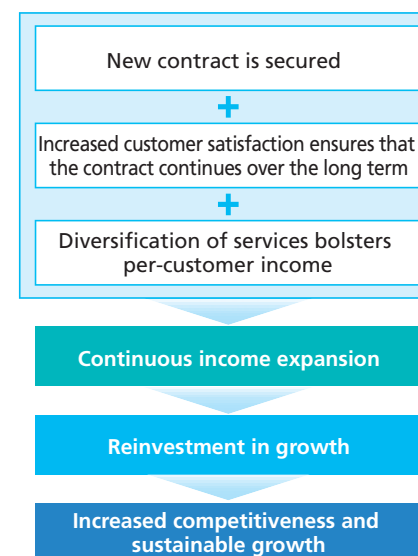 New contract is secured
+
Increased customer satisfaction ensures that
the contract continues over the long term
+
Diversification of services bolsters
per-customer income
Continuous income expansion
Reinvestment in growth
Increased competitiveness and
sustainable growth